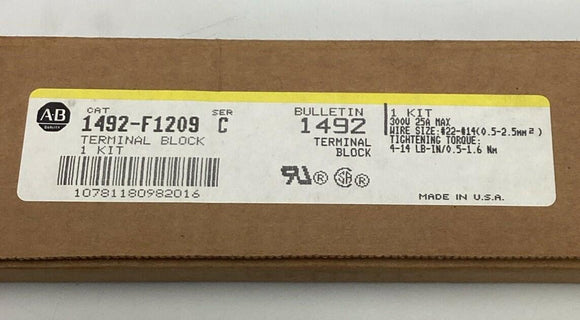 AB
CAT SER
1492-F1209 C
TERMINAL BLOCK
1 KIT
10781180982016
BULLETIN
1492
TERMINAL
BLOCK
1 KIT
300V 25A MAX
WIRE SIZE:#22-#14(0.5-2.5MM²)
TIGHTENING TORQUE:
4-14 LB-IN/0.5-1.6 NM
MADE IN U.S.A.